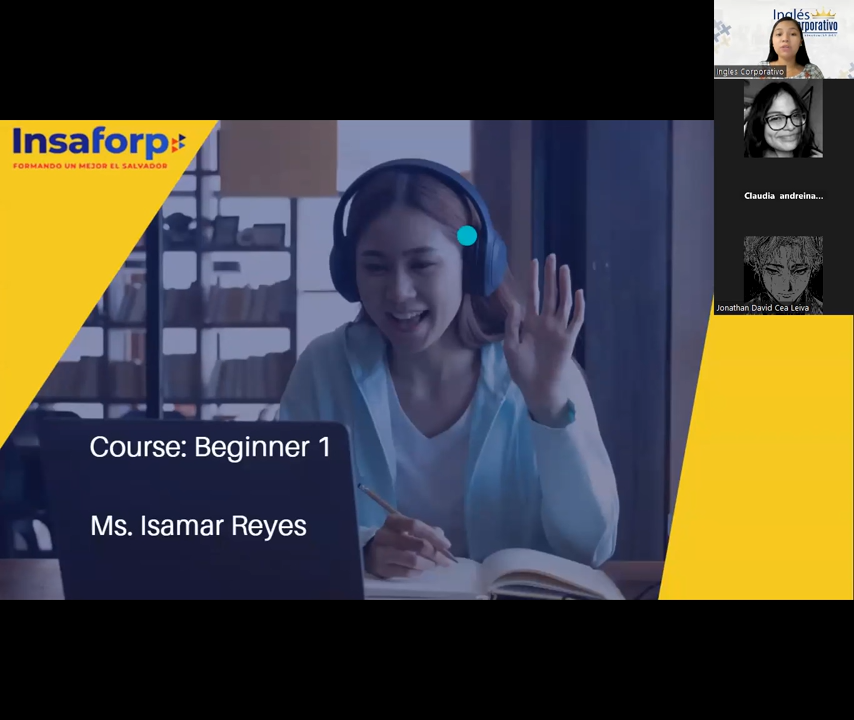 Insaforp
FORMANDO UN MEJOR EL SALVADOR
Course: Beginner 1
Ms. Isamar Reyes
Inglés
Corporativo
Ingles Corporativo
Claudia andreina...
Jonathan David Cea Leiva